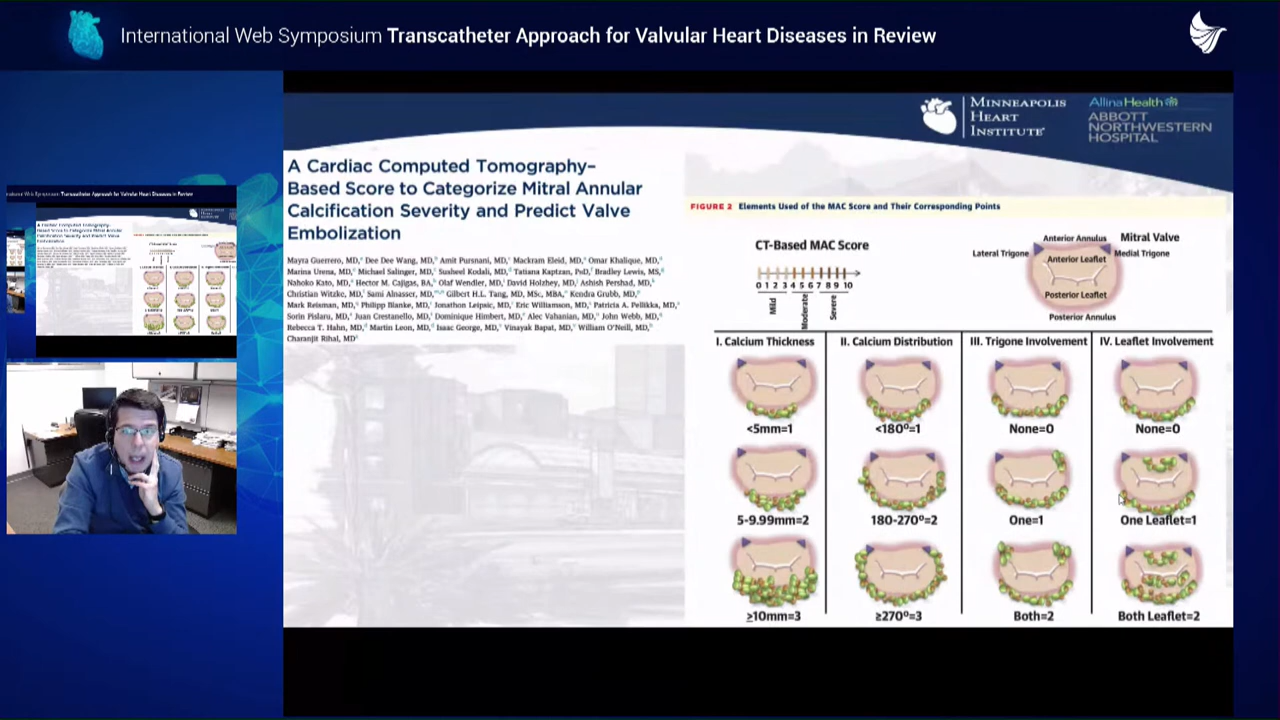 International Web Symposium Transcatheter Approach for Valvular Heart Diseases in Review
MINNEAPOLIS
HEART
INSTITUTE
AllinaHealth
ABBOTT
NORTHWESTERN
HOSPITAL
A Cardiac Computed Tomography–
Based Score to Categorize Mitral Annular
Calcification Severity and Predict Valve
Embolization
Mayra Guerrero, MD, Dee Dee Wang, MD, Amit Pursnani, MD, Mackram Eleid, MD, Omar Khalique, MD,
Marina Urena, MD, Michael Salinger, MD, Susheel Kodali, MD, Tatiana Kaptzan, PhD, Bradley Lewis, MS,
Nahoko Kato, MD, Hector M. Cajigas, BA, Olaf Wendler, MD, David Holzhey, MD, Ashish Pershad, MD,
Christian Witzke, MD, Sami Alnasser, MD, Gilbert H.L. Tang, MD, MSc, MBA, Kendra Grubb, MD,
Mark Reisman, MD, Philipp Blanke, MD, Jonathon Leipsic, MD, Eric Williamson, MD, Patricia A. Pellikka, MD,
Sorin Pislaru, MD, Juan Crestanello, MD, Dominique Himbert, MD, Alec Vahanian, MD, John Webb, MD,
Rebecca T. Hahn, MD, Martin Leon, MD, Isaac George, MD, Vinayak Bapat, MD, William O'Neill, MD,
Charanjit Rihal, MD
FIGURE 2 Elements Used of the MAC Score and Their Corresponding Points
CT-Based MAC Score
0 1 2 3 4 5 6 7 8 9 10
Mild
Moderate
Severe
Anterior Annulus
Mitral Valve
Lateral Trigone
Anterior Leaflet
Medial Trigone
Posterior Leaflet
Posterior Annulus
I. Calcium Thickness
II. Calcium Distribution
III. Trigone Involvement
IV. Leaflet Involvement
<5mm=1
<180º=1
None=0
None=0
5-9.99mm=2
180-270º=2
One=1
One Leaflet=1
≥10mm=3
≥270º=3
Both=2
Both Leaflet=2